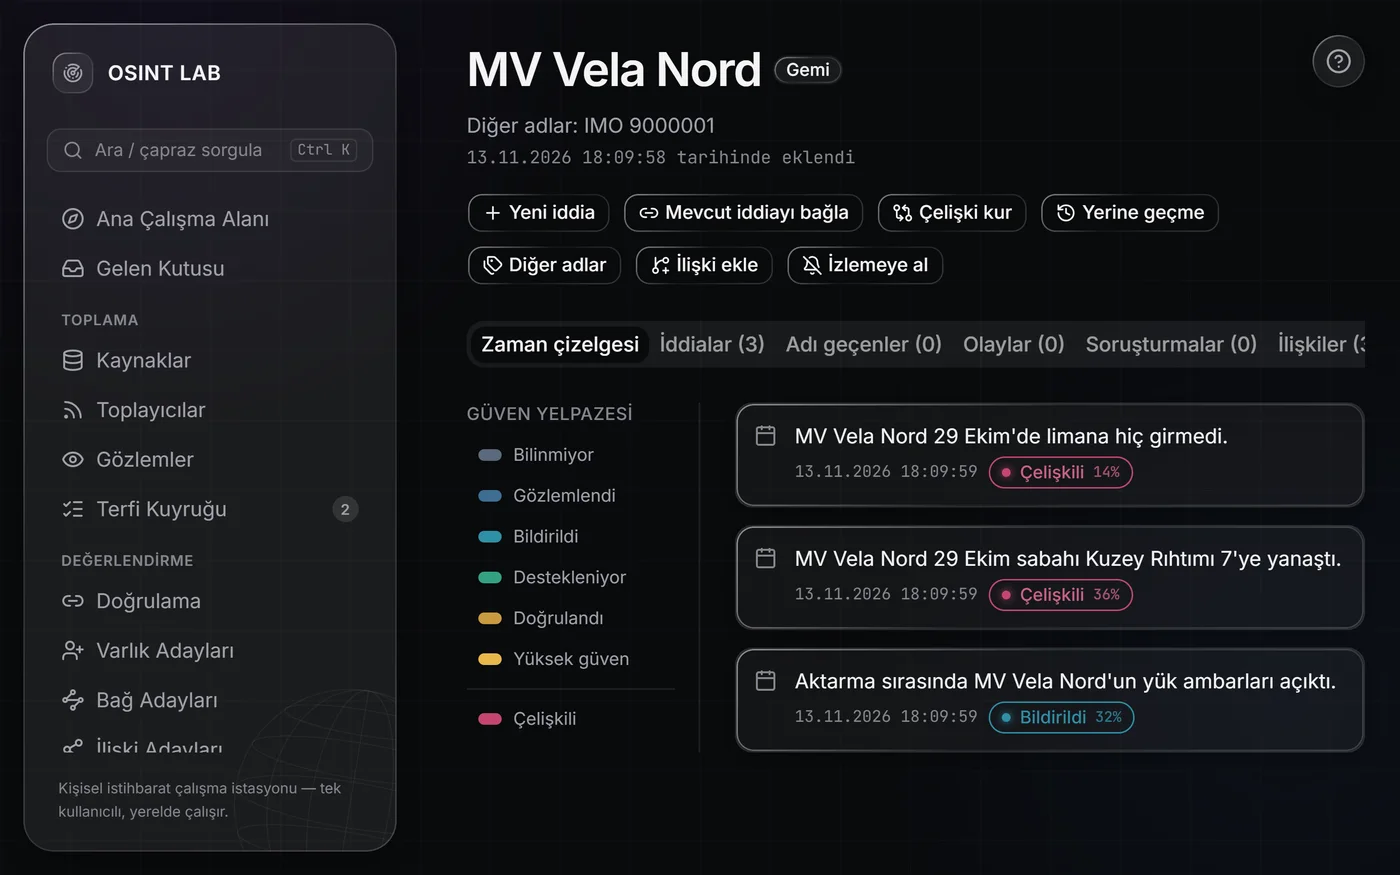 OSINT LAB
Ara / çapraz sorgula Ctrl K
Ana Çalışma Alanı
Gelen Kutusu
TOPLAMA
Kaynaklar
Toplayıcılar
Gözlemler
Terfi Kuyruğu 2
DEĞERLENDİRME
Doğrulama
Varlık Adayları
Bağ Adayları
İlişki Adayları
Kişisel istihbarat çalışma istasyonu — tek
kullanıcılı, yerelde çalışır.
MV Vela Nord Gemi
Diğer adlar: IMO 9000001
13.11.2026 18:09:58 tarihinde eklendi
Yeni iddia Mevcut iddiayı bağla Çelişki kur Yerine geçme
Diğer adlar İlişki ekle İzlemeye al
Zaman çizelgesi İddialar (3) Adı geçenler (0) Olaylar (0) Soruşturmalar (0) İlişkiler (3
GÜVEN YELPAZESİ
Bilinmiyor
Gözlemlendi
Bildirildi
Destekleniyor
Doğrulandı
Yüksek güven
Çelişkili
MV Vela Nord 29 Ekim'de limana hiç girmedi.
13.11.2026 18:09:59 Çelişkili 14%
MV Vela Nord 29 Ekim sabahı Kuzey Rıhtımı 7'ye yanaştı.
13.11.2026 18:09:59 Çelişkili 36%
Aktarma sırasında MV Vela Nord'un yük ambarları açıktı.
13.11.2026 18:09:59 Bildirildi 32%